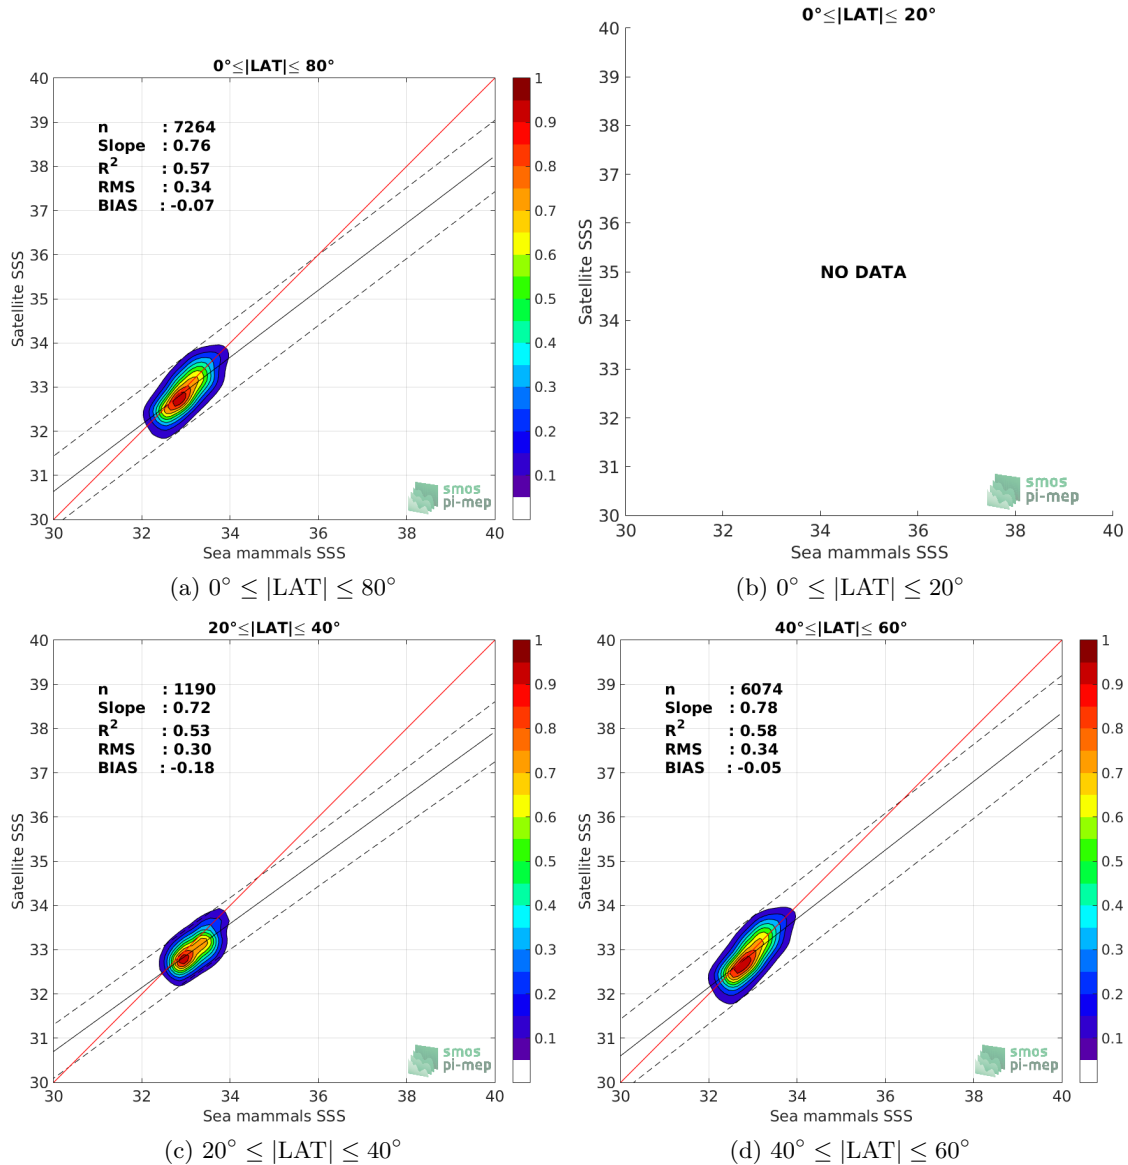 0°≤|LAT|≤ 80°
n : 7264
Slope : 0.76
R² : 0.57
RMS : 0.34
BIAS : -0.07
40
39
38
37
36
35
34
33
32
31
30
Satellite SSS
30 32 34 36 38 40
Sea mammals SSS
1
0.9
0.8
0.7
0.6
0.5
0.4
0.3
0.2
0.1
smos
pi-mep
(a) 0° ≤ |LAT| ≤ 80°
0°≤|LAT|≤ 20°
NO DATA
40
39
38
37
36
35
34
33
32
31
30
Satellite SSS
30 32 34 36 38 40
Sea mammals SSS
smos
pi-mep
(b) 0° ≤ |LAT| ≤ 20°
20°≤|LAT|≤ 40°
n : 1190
Slope : 0.72
R² : 0.53
RMS : 0.30
BIAS : -0.18
40
39
38
37
36
35
34
33
32
31
30
Satellite SSS
30 32 34 36 38 40
Sea mammals SSS
1
0.9
0.8
0.7
0.6
0.5
0.4
0.3
0.2
0.1
smos
pi-mep
(c) 20° ≤ |LAT| ≤ 40°
40°≤|LAT|≤ 60°
n : 6074
Slope : 0.78
R² : 0.58
RMS : 0.34
BIAS : -0.05
40
39
38
37
36
35
34
33
32
31
30
Satellite SSS
30 32 34 36 38 40
Sea mammals SSS
1
0.9
0.8
0.7
0.6
0.5
0.4
0.3
0.2
0.1
smos
pi-mep
(d) 40° ≤ |LAT| ≤ 60°